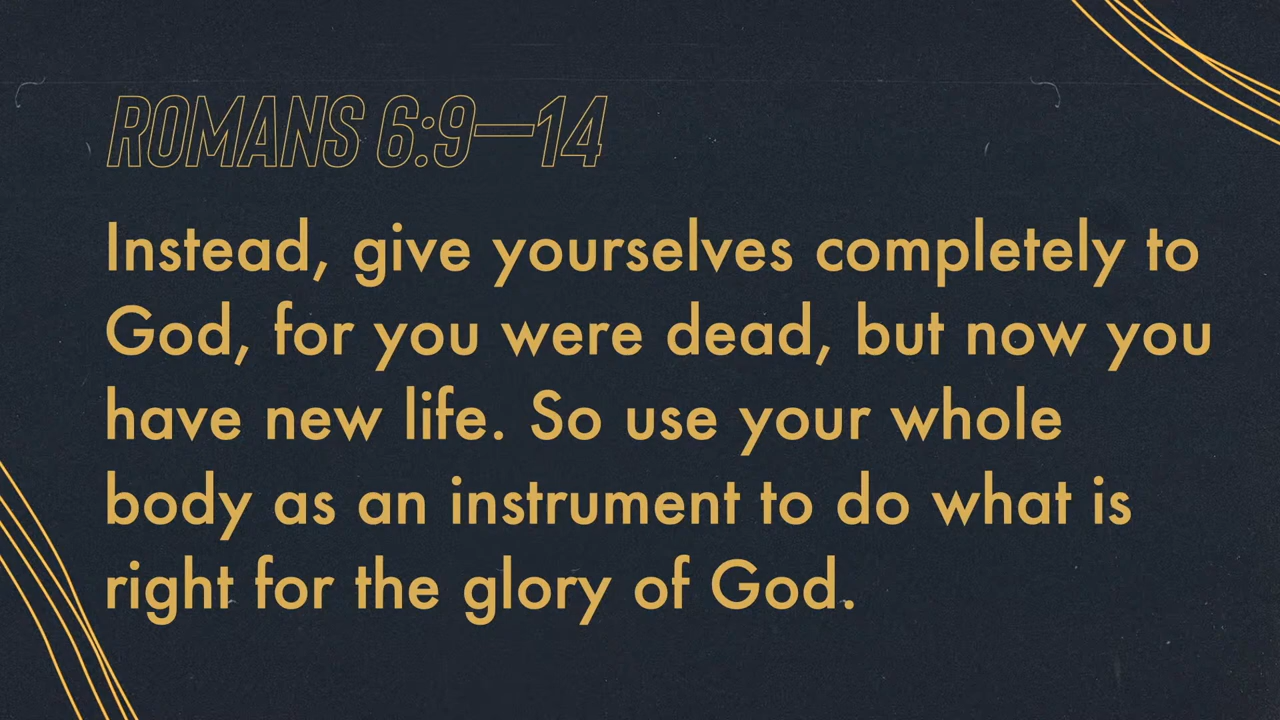 ROMANS 6:9—14
Instead, give yourselves completely to
God, for you were dead, but now you
have new life. So use your whole
body as an instrument to do what is
right for the glory of God.